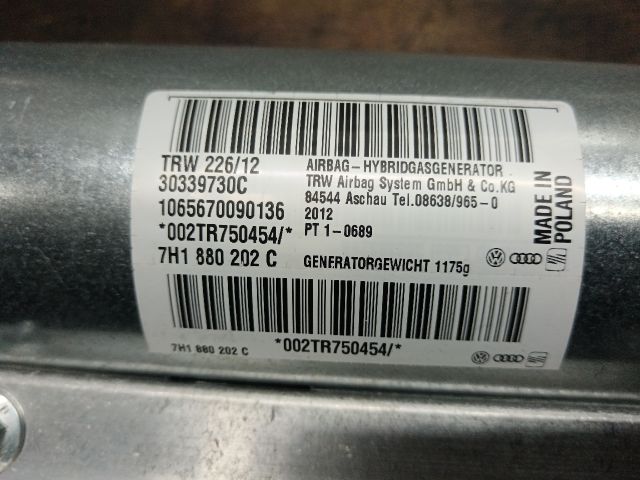 TRW 226/12
30339730C
1065670090136
*002TR750454/*
7H1 880 202 C
AIRBAG-HYBRIDGASGENERATOR
TRW Airbag System GmbH & Co.KG
84544 Aschau Tel.08638/965-0
2012
PT 1-0689
GENERATORGEWICHT 1175g
MADE IN
POLAND
7H1 880 202 C
*002TR750454/*